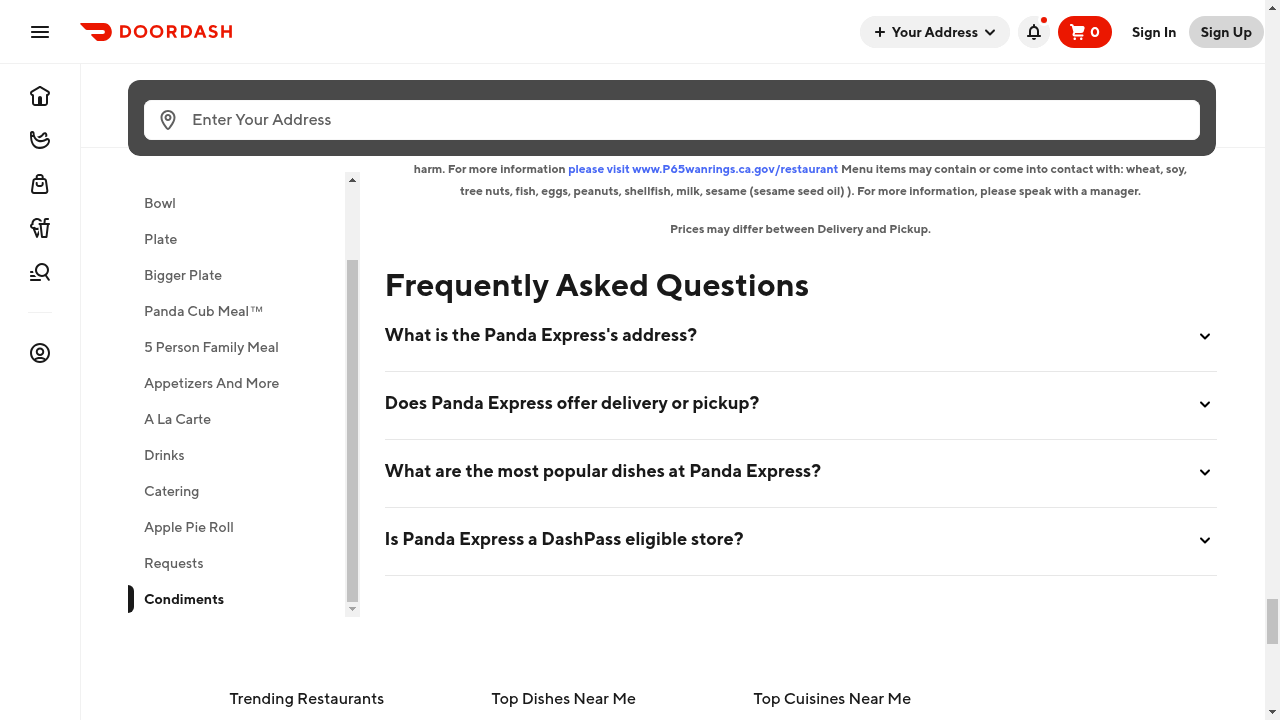 DOORDASH
Your Address
0
Sign In
Sign Up
Enter Your Address
harm. For more information please visit www.P65wanrings.ca.gov/restaurant Menu items may contain or come into contact with: wheat, soy,
tree nuts, fish, eggs, peanuts, shellfish, milk, sesame (sesame seed oil) ). For more information, please speak with a manager.
Prices may differ between Delivery and Pickup.
Bowl
Plate
Bigger Plate
Panda Cub Meal™
5 Person Family Meal
Appetizers And More
A La Carte
Drinks
Catering
Apple Pie Roll
Requests
Condiments
Frequently Asked Questions
What is the Panda Express's address?
Does Panda Express offer delivery or pickup?
What are the most popular dishes at Panda Express?
Is Panda Express a DashPass eligible store?
Trending Restaurants
Top Dishes Near Me
Top Cuisines Near Me